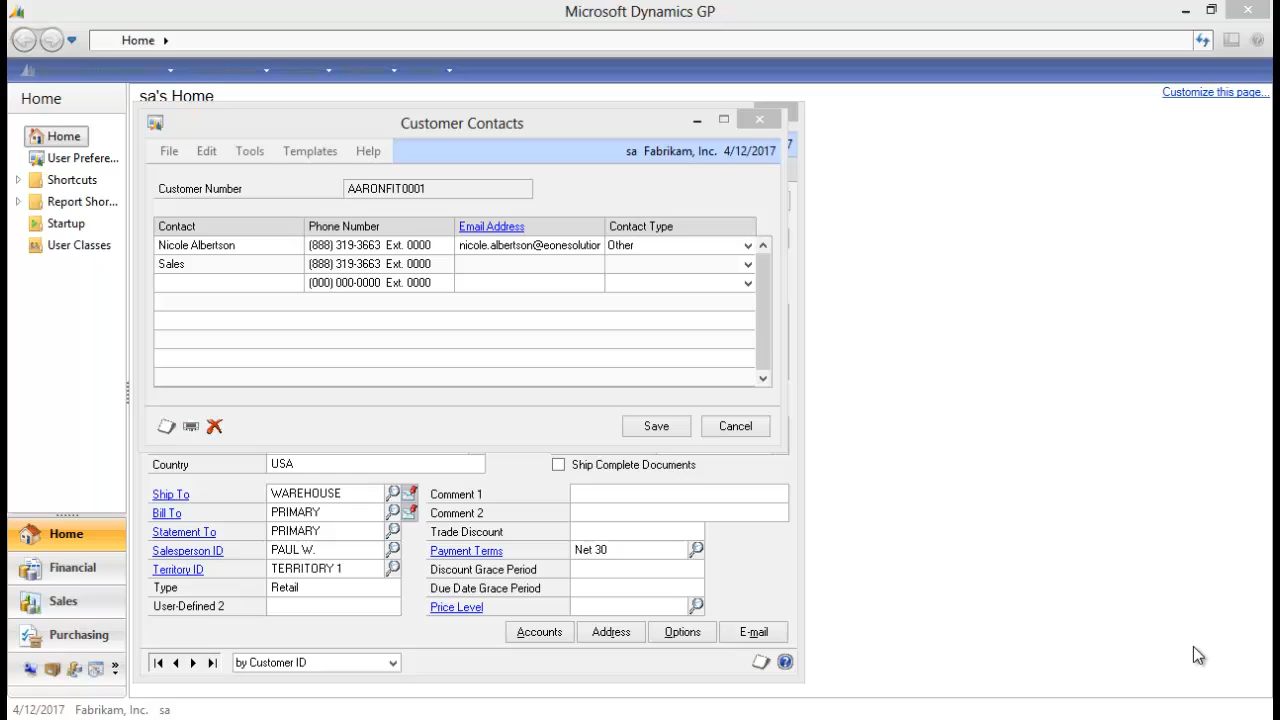 Microsoft Dynamics GP
Home
Home
sa's Home
Customize this page...
Home
User Prefere...
Shortcuts
Report Shor...
Startup
User Classes
Customer Contacts
File Edit Tools Templates Help
sa Fabrikam, Inc. 4/12/2017
7
Customer Number AARONFIT0001
Contact Phone Number Email Address Contact Type
Nicole Albertson (888) 319-3663 Ext. 0000 nicole.albertson@eonesolution Other
Sales (888) 319-3663 Ext. 0000
(000) 000-0000 Ext. 0000
Save Cancel
Country USA Ship Complete Documents
Ship To WAREHOUSE Comment 1
Bill To PRIMARY Comment 2
Statement To PRIMARY Trade Discount
Salesperson ID PAUL W. Payment Terms Net 30
Territory ID TERRITORY 1 Discount Grace Period
Type Retail Due Date Grace Period
User-Defined 2 Price Level
Accounts Address Options E-mail
by Customer ID
Home
Financial
Sales
Purchasing
4/12/2017 Fabrikam, Inc. sa